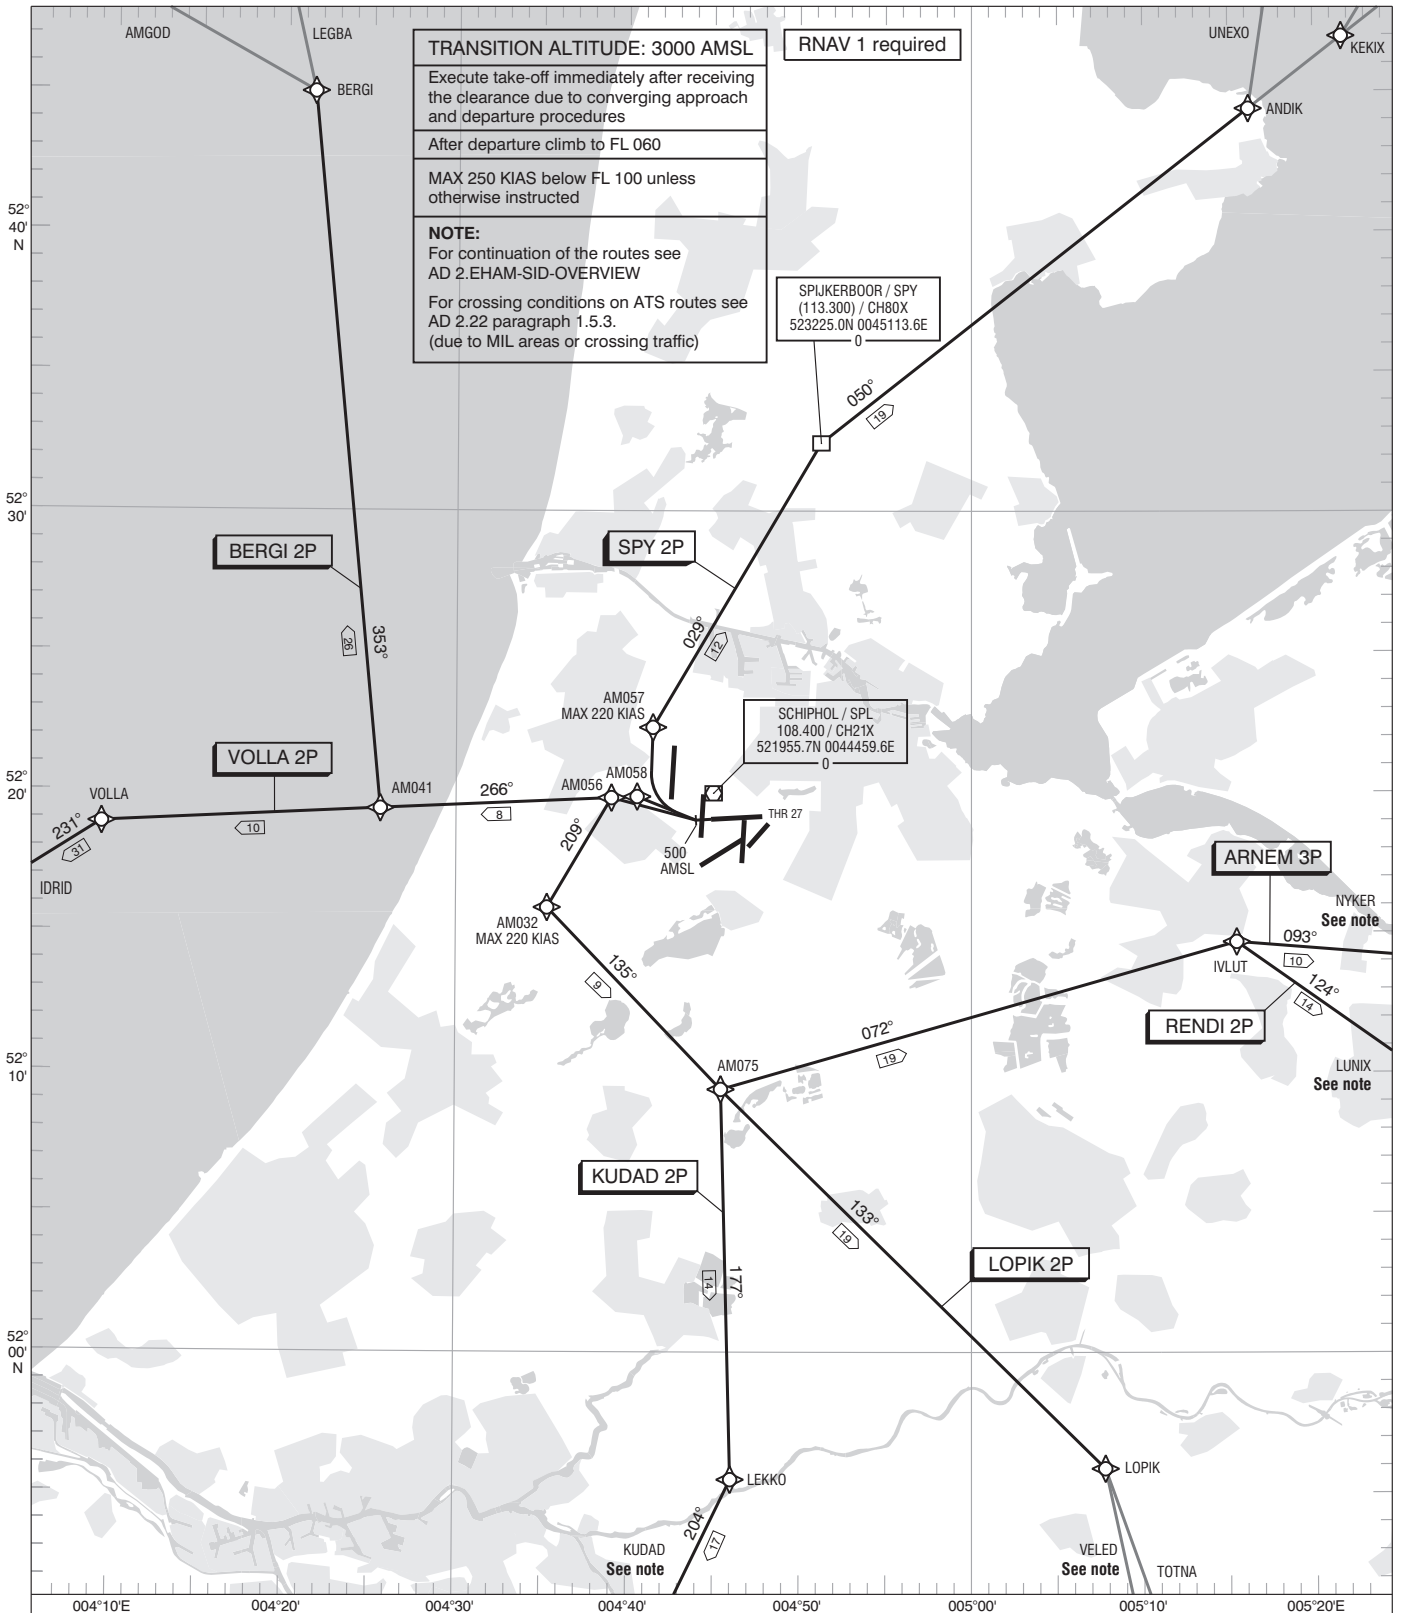 AMGOD
LEGBA
BERGI
TRANSITION ALTITUDE: 3000 AMSL
Execute take-off immediately after receiving
the clearance due to converging approach
and departure procedures
After departure climb to FL 060
MAX 250 KIAS below FL 100 unless
otherwise instructed
NOTE:
For continuation of the routes see
AD 2.EHAM-SID-OVERVIEW
For crossing conditions on ATS routes see
AD 2.22 paragraph 1.5.3.
(due to MIL areas or crossing traffic)
RNAV 1 required
UNEXO
KEKIX
ANDIK
52°
40'
N
SPIJKERBOOR / SPY
(113.300) / CH80X
523225.0N 0045113.6E
0
050°
19
52°
30'
BERGI 2P
SPY 2P
353°
26
029°
12
AM057
MAX 220 KIAS
SCHIPHOL / SPL
108.400 / CH21X
521955.7N 0044459.6E
0
VOLLA 2P
52°
20'
VOLLA
AM041
266°
8
AM056
AM058
THR 27
231°
31
10
209°
500
AMSL
IDRID
ARNEM 3P
AM032
MAX 220 KIAS
NYKER
See note
093°
10
IVLUT
135°
9
124°
14
RENDI 2P
072°
19
52°
10'
AM075
LUNIX
See note
KUDAD 2P
133°
19
LOPIK 2P
177°
14
52°
00'
N
LEKKO
LOPIK
204°
17
KUDAD
See note
VELED
See note
TOTNA
004°10'E
004°20'
004°30'
004°40'
004°50'
005°00'
005°10'
005°20'E